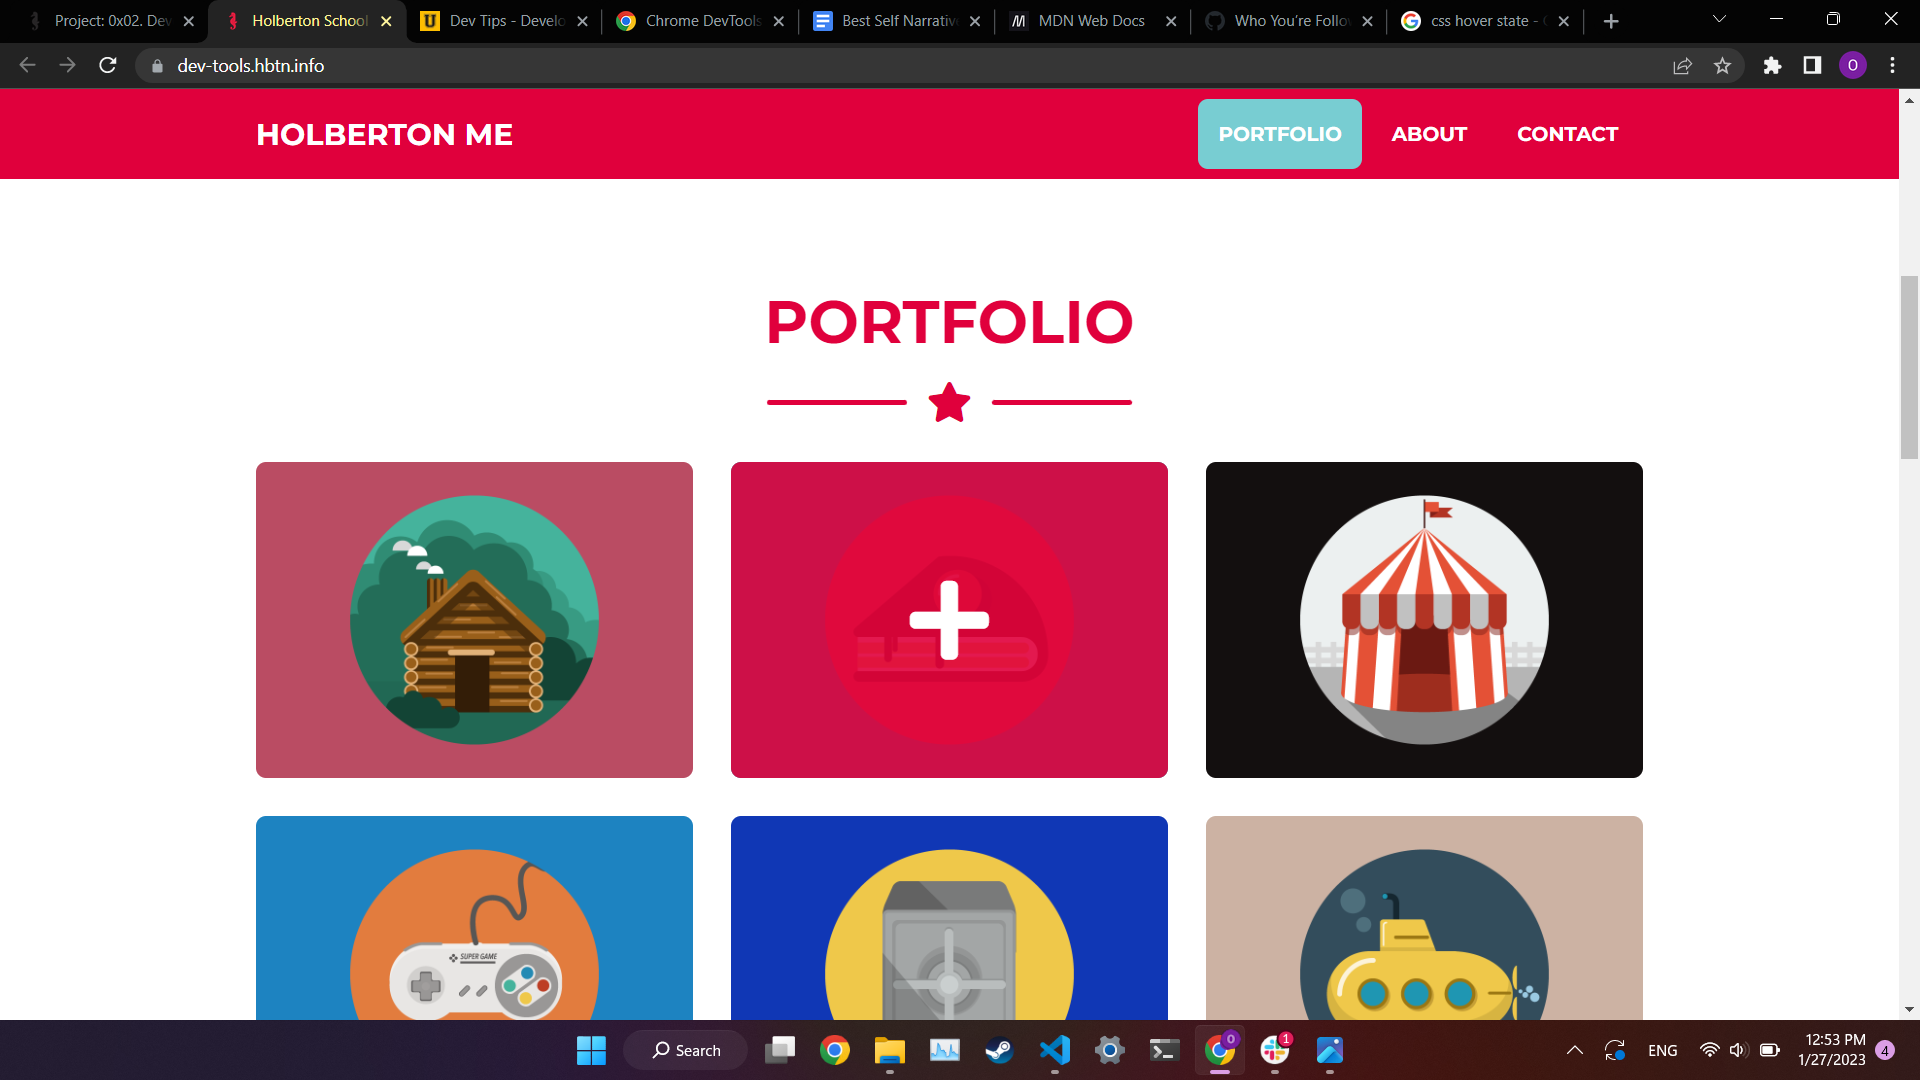 Project: 0x02. Dev
Holberton School
Dev Tips - Develo
Chrome DevTools
Best Self Narrative
MDN Web Docs
Who You're Follo
css hover state - G
dev-tools.hbtn.info
O
HOLBERTON ME
PORTFOLIO
ABOUT
CONTACT
PORTFOLIO
SUPER GAME
Search
O
1
ENG
12:53 PM
1/27/2023
4